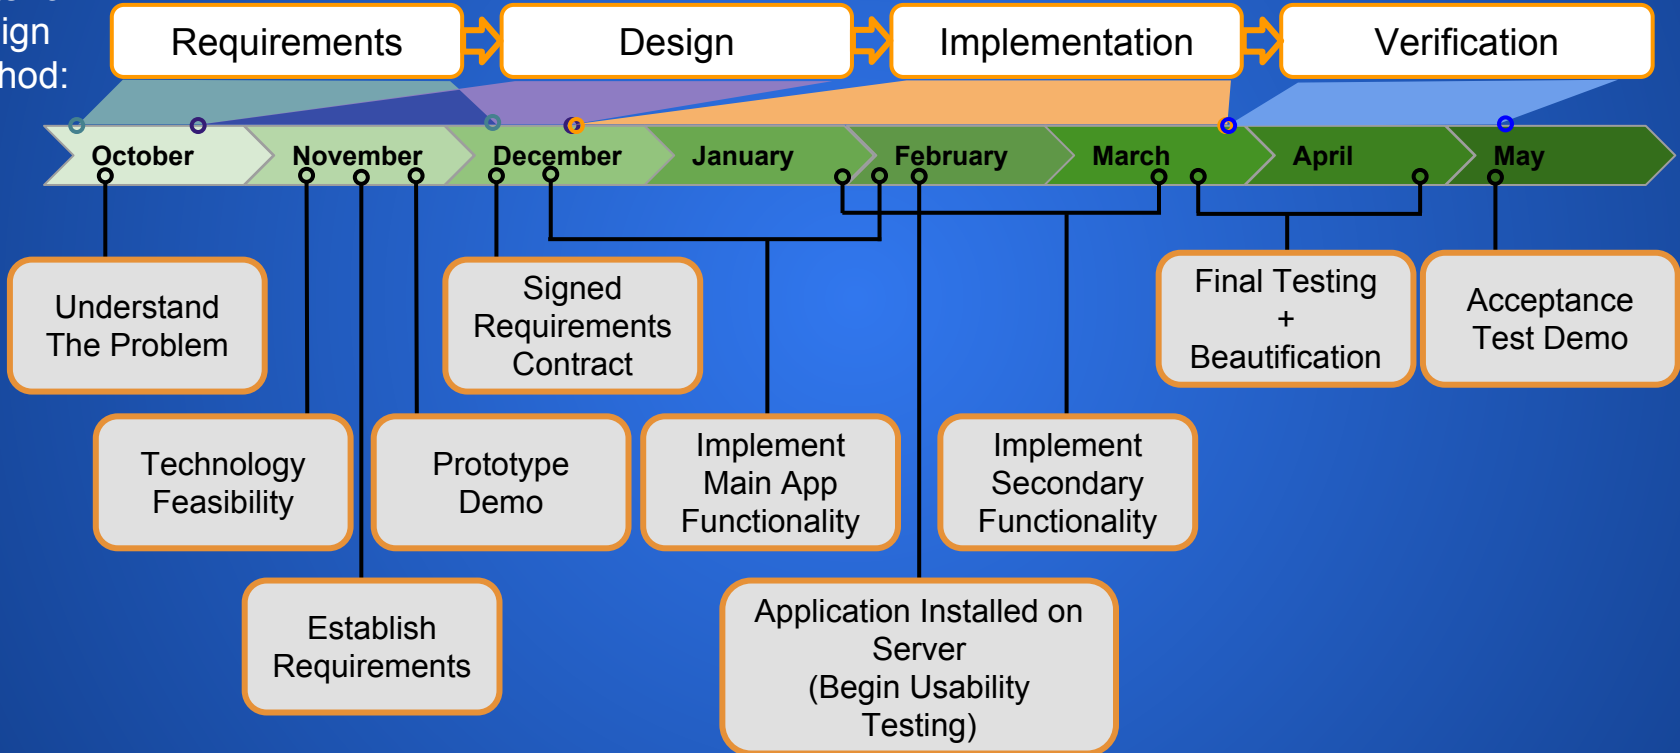 ign
hod:
Requirements
Design
Implementation
Verification
October
November
December
January
February
March
April
May
Understand
The Problem
Signed
Requirements
Contract
Final Testing
+
Beautification
Acceptance
Test Demo
Technology
Feasibility
Prototype
Demo
Implement
Main App
Functionality
Implement
Secondary
Functionality
Establish
Requirements
Application Installed on
Server
(Begin Usability
Testing)